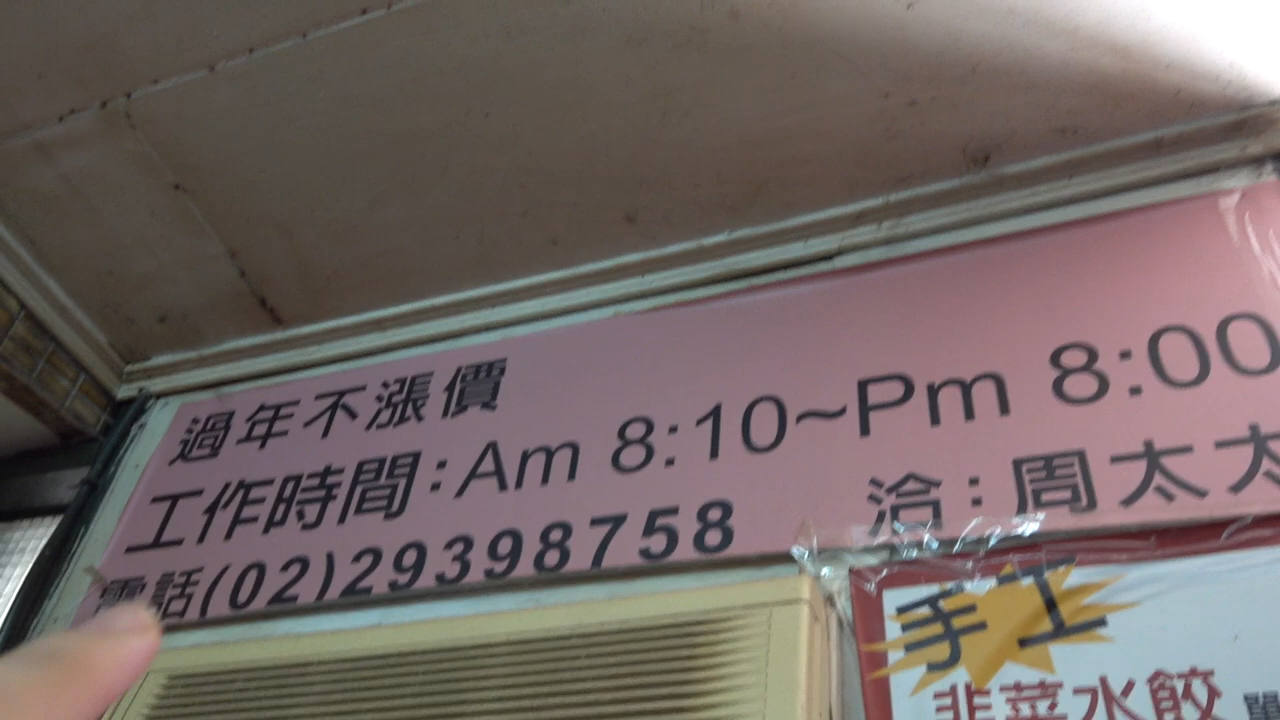 過年不漲價
工作時間:Am 8:10~Pm 8:00
電話(02)29398758 洽:周太太
手工
韭菜水餃